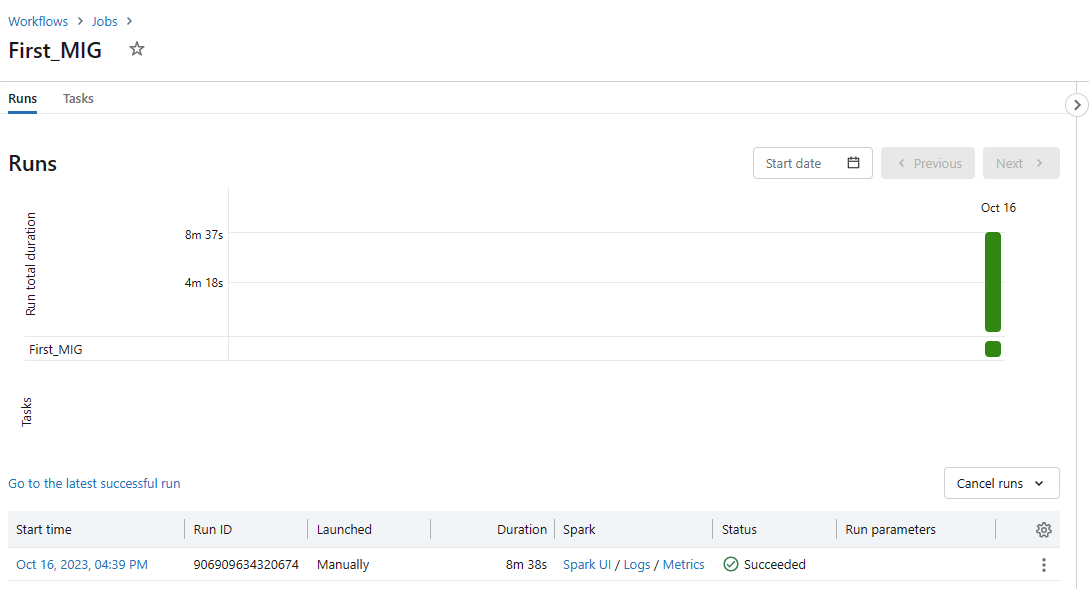 Workflows > Jobs >
First_MIG
Runs Tasks
Runs
Start date Previous Next
Oct 16
Run total duration
8m 37s
4m 18s
First_MIG
Tasks
Go to the latest successful run
Cancel runs
Start time Run ID Launched Duration Spark Status Run parameters
Oct 16, 2023, 04:39 PM 906909634320674 Manually 8m 38s Spark UI / Logs / Metrics Succeeded